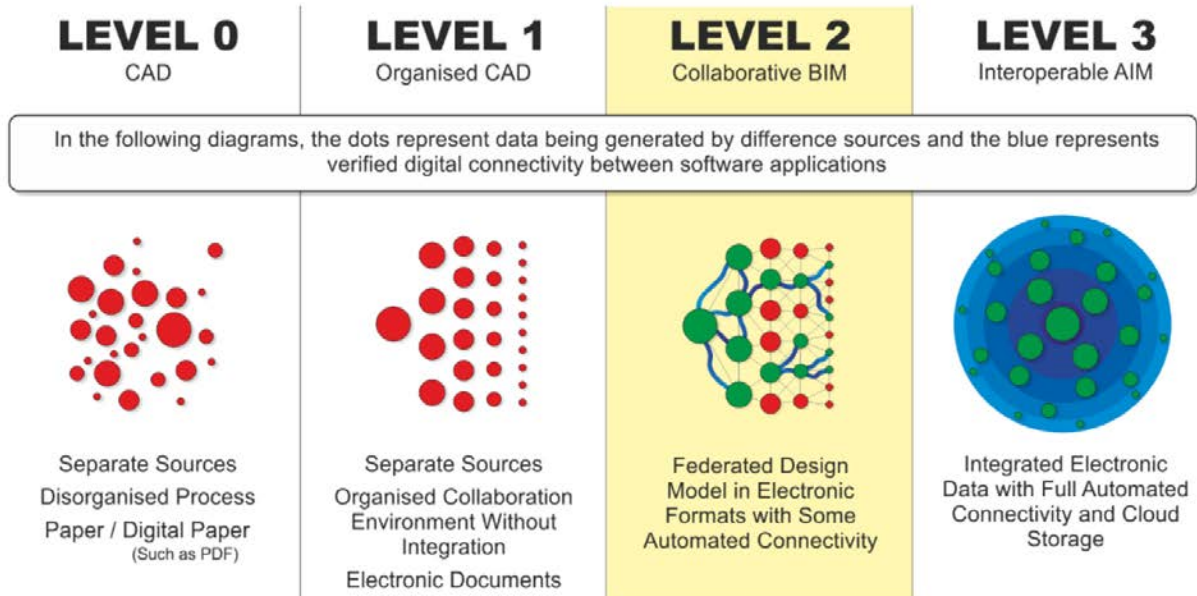 LEVEL 0
CAD
LEVEL 1
Organised CAD
LEVEL 2
Collaborative BIM
LEVEL 3
Interoperable AIM
In the following diagrams, the dots represent data being generated by difference sources and the blue represents
verified digital connectivity between software applications
Separate Sources
Disorganised Process
Paper / Digital Paper
(Such as PDF)
Separate Sources
Organised Collaboration
Environment Without
Integration
Electronic Documents
Federated Design
Model in Electronic
Formats with Some
Automated Connectivity
Integrated Electronic
Data with Full Automated
Connectivity and Cloud
Storage